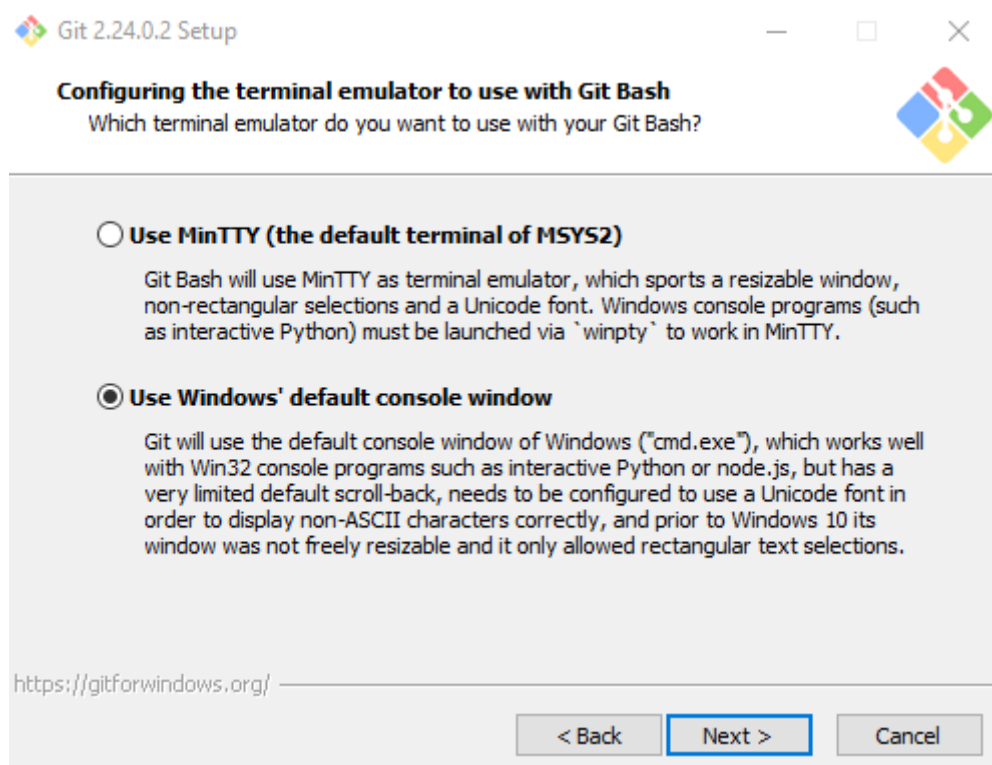 Git 2.24.0.2 Setup
Configuring the terminal emulator to use with Git Bash
Which terminal emulator do you want to use with your Git Bash?
Use MinTTY (the default terminal of MSYS2)
Git Bash will use MinTTY as terminal emulator, which sports a resizable window,
non-rectangular selections and a Unicode font. Windows console programs (such
as interactive Python) must be launched via `winpty` to work in MinTTY.
Use Windows' default console window
Git will use the default console window of Windows ("cmd.exe"), which works well
with Win32 console programs such as interactive Python or node.js, but has a
very limited default scroll-back, needs to be configured to use a Unicode font in
order to display non-ASCII characters correctly, and prior to Windows 10 its
window was not freely resizable and it only allowed rectangular text selections.
https://gitforwindows.org/
< Back Next > Cancel